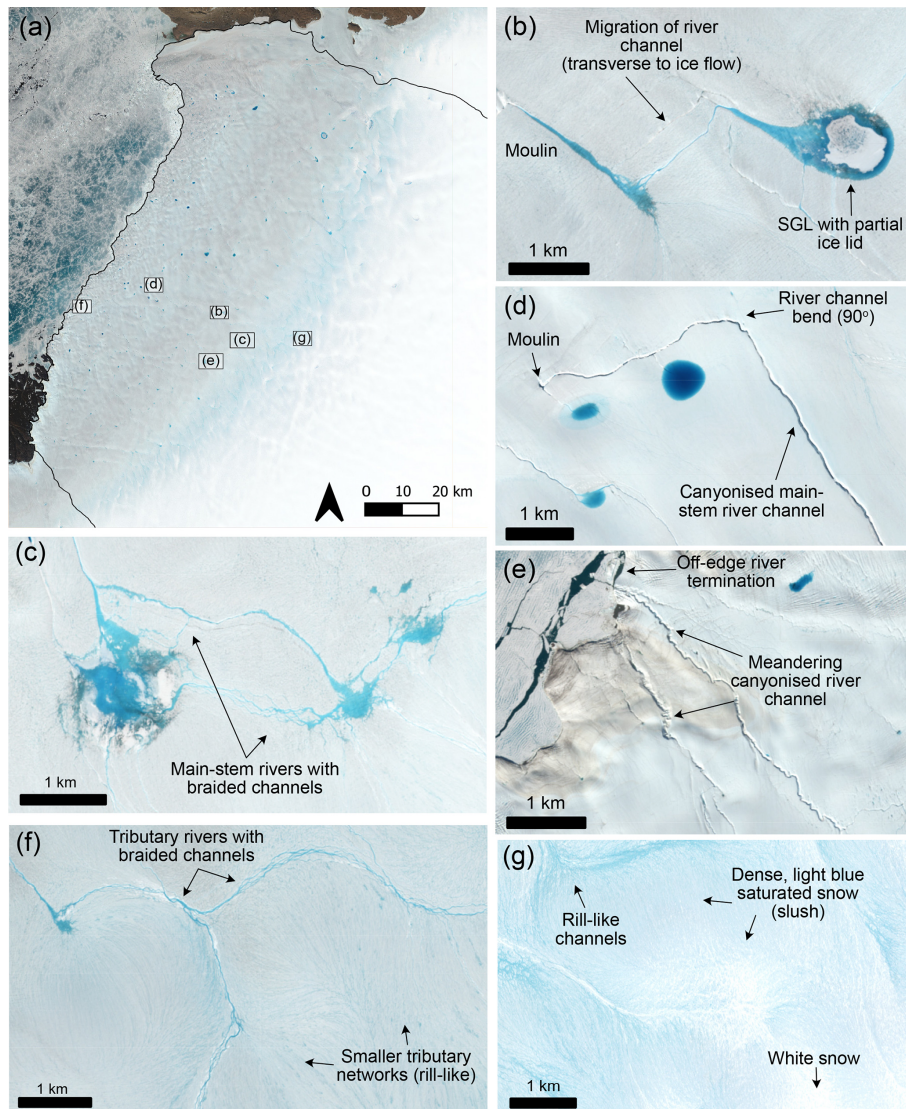 (a)
(d)
(f)
(b)
(c)
(g)
(e)
0 10 20 km
(b)
Migration of river
channel
(transverse to ice flow)
Moulin
SGL with partial
ice lid
1 km
(d)
River channel
bend (90°)
Moulin
Canyonised main-
stem river channel
1 km
(c)
Main-stem rivers with
braided channels
1 km
(e)
Off-edge river
termination
Meandering
canyonised river
channel
1 km
(f)
Tributary rivers with
braided channels
Smaller tributary
networks (rill-like)
1 km
(g)
Dense, light blue
saturated snow
(slush)
Rill-like
channels
White snow
1 km